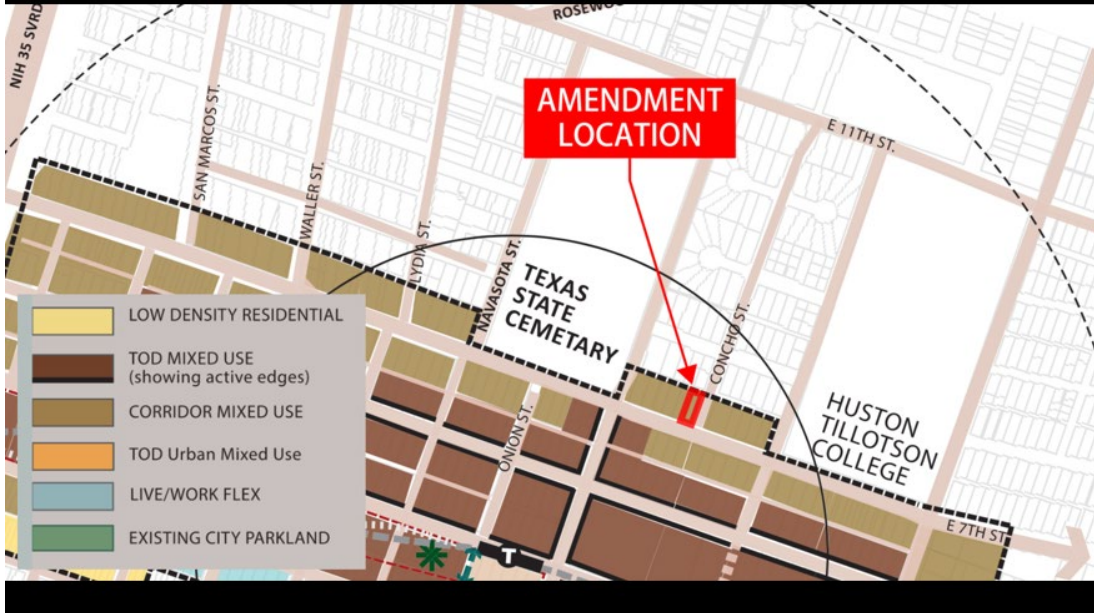 ROSEWO
NIH 35 SVRD
SAN MARCOS ST.
WALLER ST.
LYDIA ST.
NAVASOTA ST.
AMENDMENT
LOCATION
E 11TH ST.
TEXAS
STATE
CEMETARY
CONCHO ST.
HUSTON
TILLOTSON
COLLEGE
ONION ST.
E 7TH ST.
LOW DENSITY RESIDENTIAL
TOD MIXED USE
(showing active edges)
CORRIDOR MIXED USE
TOD Urban Mixed Use
LIVE/WORK FLEX
EXISTING CITY PARKLAND
T